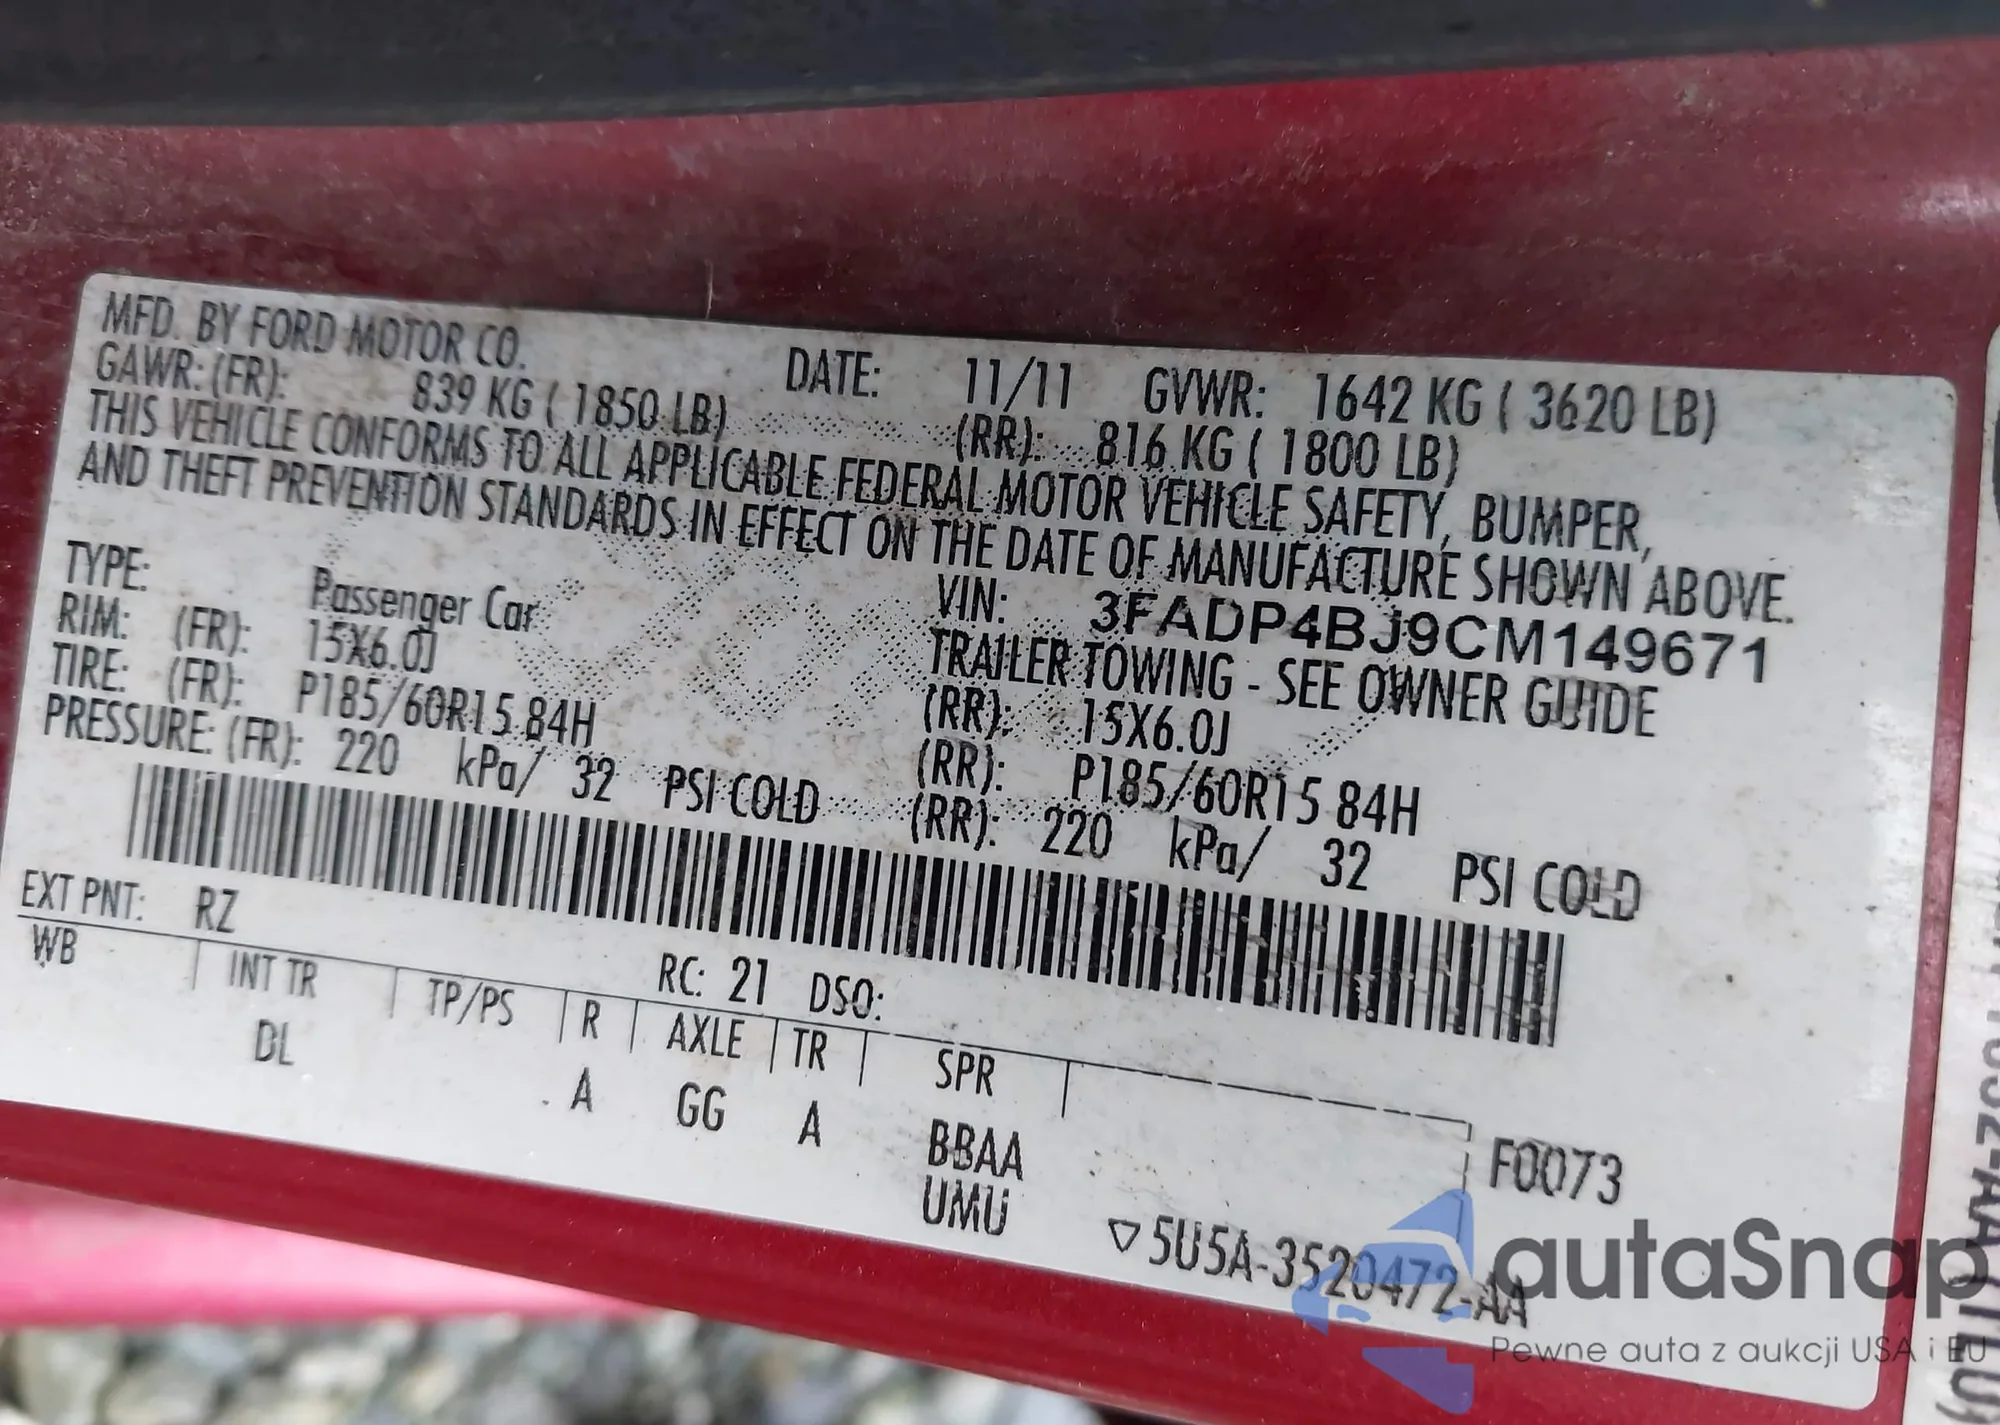 MFD. BY FORD MOTOR CO. DATE: 11/11 GVWR: 1642 KG ( 3620 LB)
GAWR: (FR): 839 KG ( 1850 LB) (RR): 816 KG ( 1800 LB)
THIS VEHICLE CONFORMS TO ALL APPLICABLE FEDERAL MOTOR VEHICLE SAFETY, BUMPER,
AND THEFT PREVENTION STANDARDS IN EFFECT ON THE DATE OF MANUFACTURE SHOWN ABOVE.
VIN: 3FADP4BJ9CM149671
TYPE: Passenger Car TRAILER TOWING - SEE OWNER GUIDE
RIM: (FR): 15X6.0J (RR): 15X6.0J
TIRE: (FR): P185/60R15 84H (RR): P185/60R15 84H
PRESSURE: (FR): 220 kPa/ 32 PSI COLD (RR): 220 kPa/ 32 PSI COLD
EXT PNT: RZ RC: 21 DSO:
WB INT TR TP/PS R AXLE TR SPR
DL A GG A BBAA F0073
UMU
▽5U5A-3520472-AA
autaSnap
Pewne auta z aukcji USA i EU